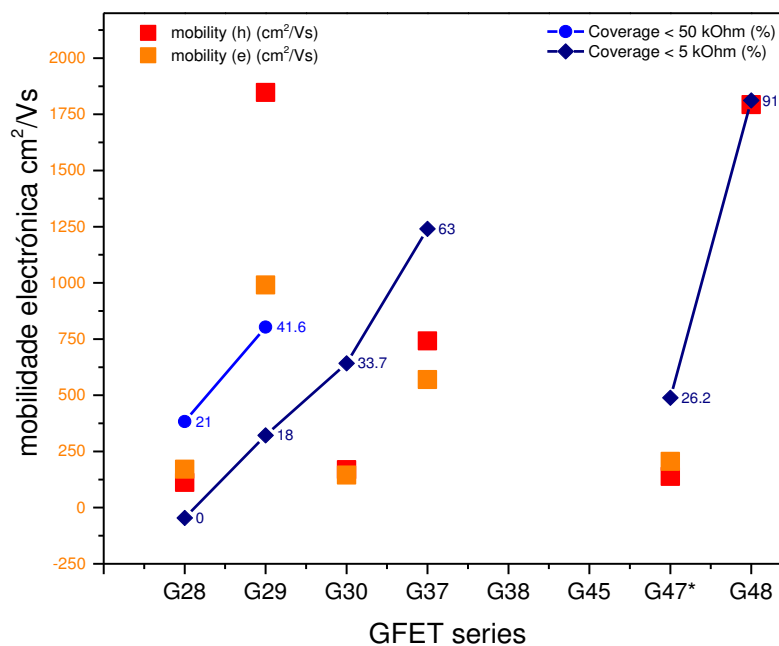 mobility (h) (cm²/Vs)
mobility (e) (cm²/Vs)
Coverage < 50 kOhm (%)
Coverage < 5 kOhm (%)
mobilidade electrónica cm²/Vs
2000
1750
1500
1250
1000
750
500
250
0
-250
91
63
41.6
33.7
21
26.2
18
0
G28 G29 G30 G37 G38 G45 G47* G48
GFET series